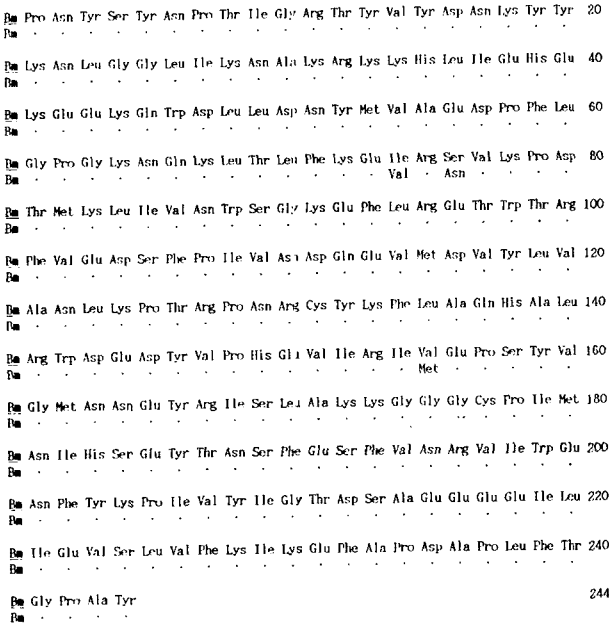 Bm Pro Asn Tyr Ser Tyr Asn Pro Thr Ile Gly Arg Thr Tyr Val Tyr Asp Asn Lys Tyr Tyr 20
Bm · · · · · · · · · · · · · · · · · · · ·
Bm Lys Asn Leu Gly Gly Leu Ile Lys Asn Ala Lys Arg Lys Lys His Leu Ile Glu His Glu 40
Bm · · · · · · · · · · · · · · · · · · · ·
Bm Lys Glu Glu Lys Gln Trp Asp Leu Leu Asp Asn Tyr Met Val Ala Glu Asp Pro Phe Leu 60
Bm · · · · · · · · · · · · · · · · · · · ·
Bm Gly Pro Gly Lys Asn Gln Lys Leu Thr Leu Phe Lys Glu Ile Arg Ser Val Lys Pro Asp 80
Bm · · · · · · · · · · · · · Val · Asn · · · ·
Bm Thr Met Lys Leu Ile Val Asn Trp Ser Gly Lys Glu Phe Leu Arg Glu Thr Trp Thr Arg 100
Bm · · · · · · · · · · · · · · · · · · · ·
Bm Phe Val Glu Asp Ser Phe Pro Ile Val Asn Asp Gln Glu Val Met Asp Val Tyr Leu Val 120
Bm · · · · · · · · · · · · · · · · · · · ·
Bm Ala Asn Leu Lys Pro Thr Arg Pro Asn Arg Cys Tyr Lys Phe Leu Ala Gln His Ala Leu 140
Bm · · · · · · · · · · · · · · · · · · · ·
Bm Arg Trp Asp Glu Asp Tyr Val Pro His Glu Val Ile Arg Ile Val Glu Pro Ser Tyr Val 160
Bm · · · · · · · · · · · · · · Met · · · · ·
Bm Gly Met Asn Asn Glu Tyr Arg Ile Ser Leu Ala Lys Lys Gly Gly Gly Cys Pro Ile Met 180
Bm · · · · · · · · · · · · · · · · · · · ·
Bm Asn Ile His Ser Glu Tyr Thr Asn Ser Phe Glu Ser Phe Val Asn Arg Val Ile Trp Glu 200
Bm · · · · · · · · · · · · · · · · · · · ·
Bm Asn Phe Tyr Lys Pro Ile Val Tyr Ile Gly Thr Asp Ser Ala Glu Glu Glu Glu Ile Leu 220
Bm · · · · · · · · · · · · · · · · · · · ·
Bm Ile Glu Val Ser Leu Val Phe Lys Ile Lys Glu Phe Ala Pro Asp Ala Pro Leu Phe Thr 240
Bm · · · · · · · · · · · · · · · · · · · ·
Bm Gly Pro Ala Tyr 244
Bm · · · ·